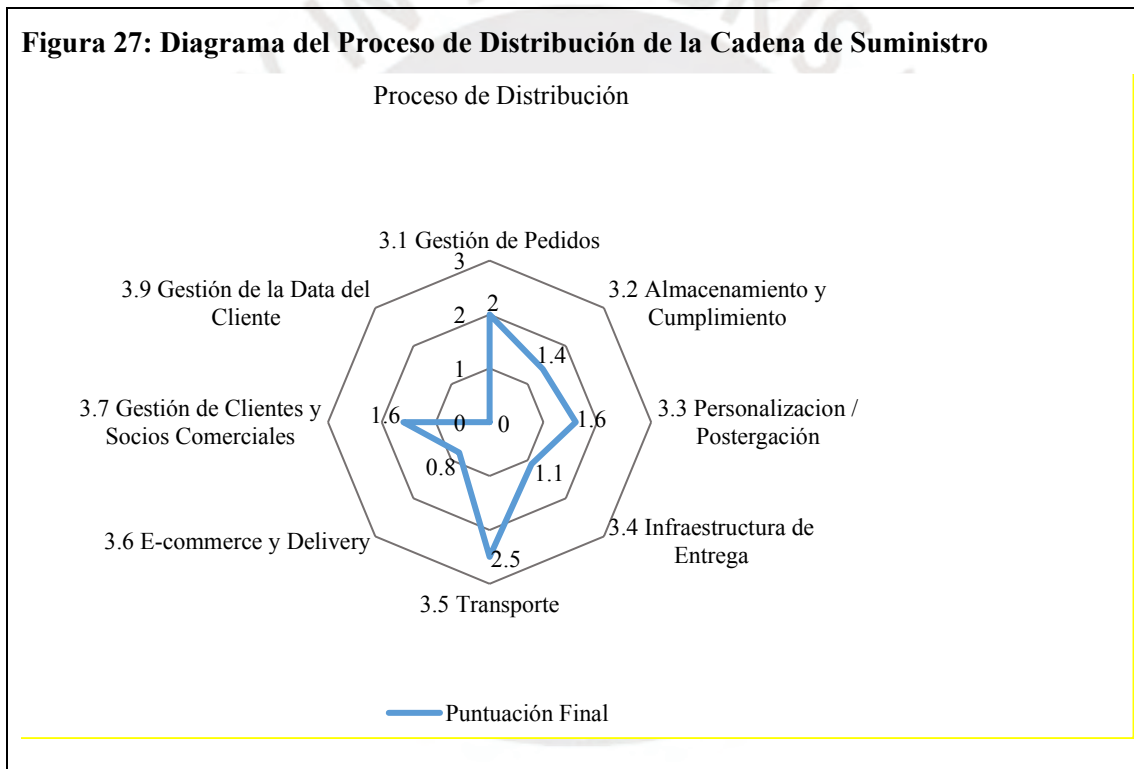 Figura 27: Diagrama del Proceso de Distribución de la Cadena de Suministro
Proceso de Distribución
3.1 Gestión de Pedidos
3
2
1
0
2
1.4
1.6
1.1
2.5
0.8
1.6
0
3.2 Almacenamiento y
Cumplimiento
3.3 Personalizacion /
Postergación
3.4 Infraestructura de
Entrega
3.5 Transporte
3.6 E-commerce y Delivery
3.7 Gestión de Clientes y
Socios Comerciales
3.9 Gestión de la Data del
Cliente
Puntuación Final